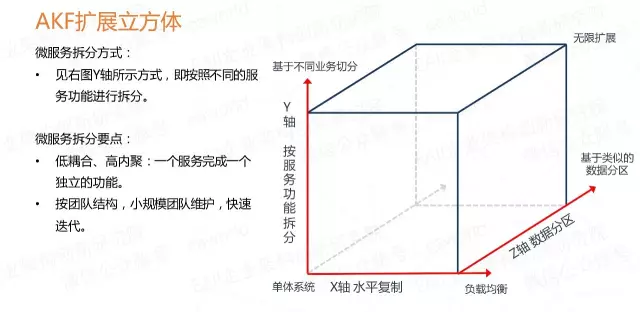 AKF扩展立方体
微服务拆分方式：
• 见右图Y轴所示方式，即按照不同的服
务功能进行拆分。
微服务拆分要点：
• 低耦合、高内聚：一个服务完成一个
独立的功能。
• 按团队结构，小规模团队维护，快速
迭代。
无限扩展
基于不同业务切分
Y轴 按服务功能拆分
基于类似的
数据分区
Z轴 数据分区
单体系统
X轴 水平复制
负载均衡